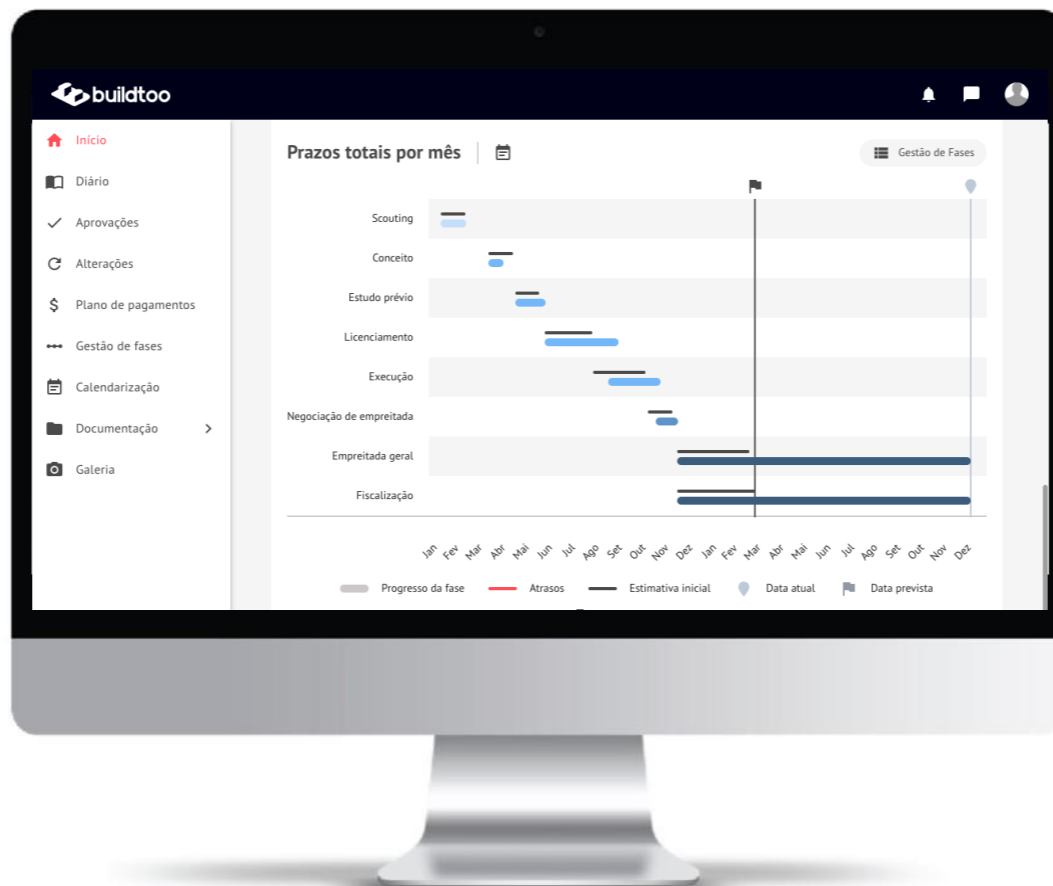 buildtoo
Início
Diário
Aprovações
Alterações
$ Plano de pagamentos
Gestão de fases
Calendarização
Documentação
Galeria
Prazos totais por mês
Gestão de Fases
Scouting
Conceito
Estudo prévio
Licenciamento
Execução
Negociação de empreitada
Empreitada geral
Fiscalização
Jan Fev Mar Abr Mai Jun Jul Ago Set Out Nov Dez Jan Fev Mar Abr Mai Jun Jul Ago Set Out Nov Dez
Progresso da fase Atrasos Estimativa inicial Data atual Data prevista